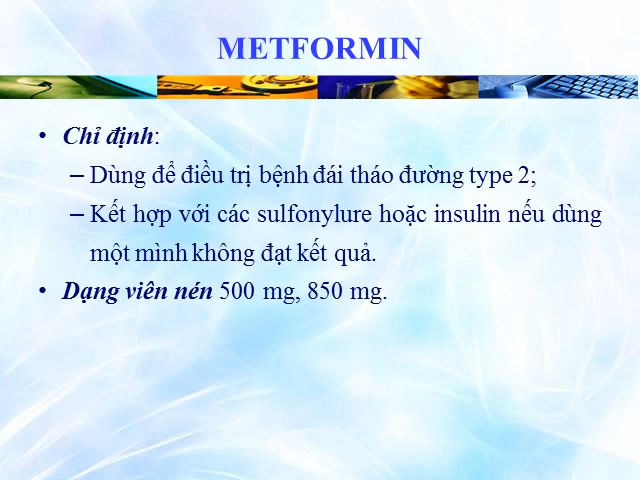 METFORMIN
• Chỉ định:
– Dùng để điều trị bệnh đái tháo đường type 2;
– Kết hợp với các sulfonylure hoặc insulin nếu dùng
một mình không đạt kết quả.
• Dạng viên nén 500 mg, 850 mg.